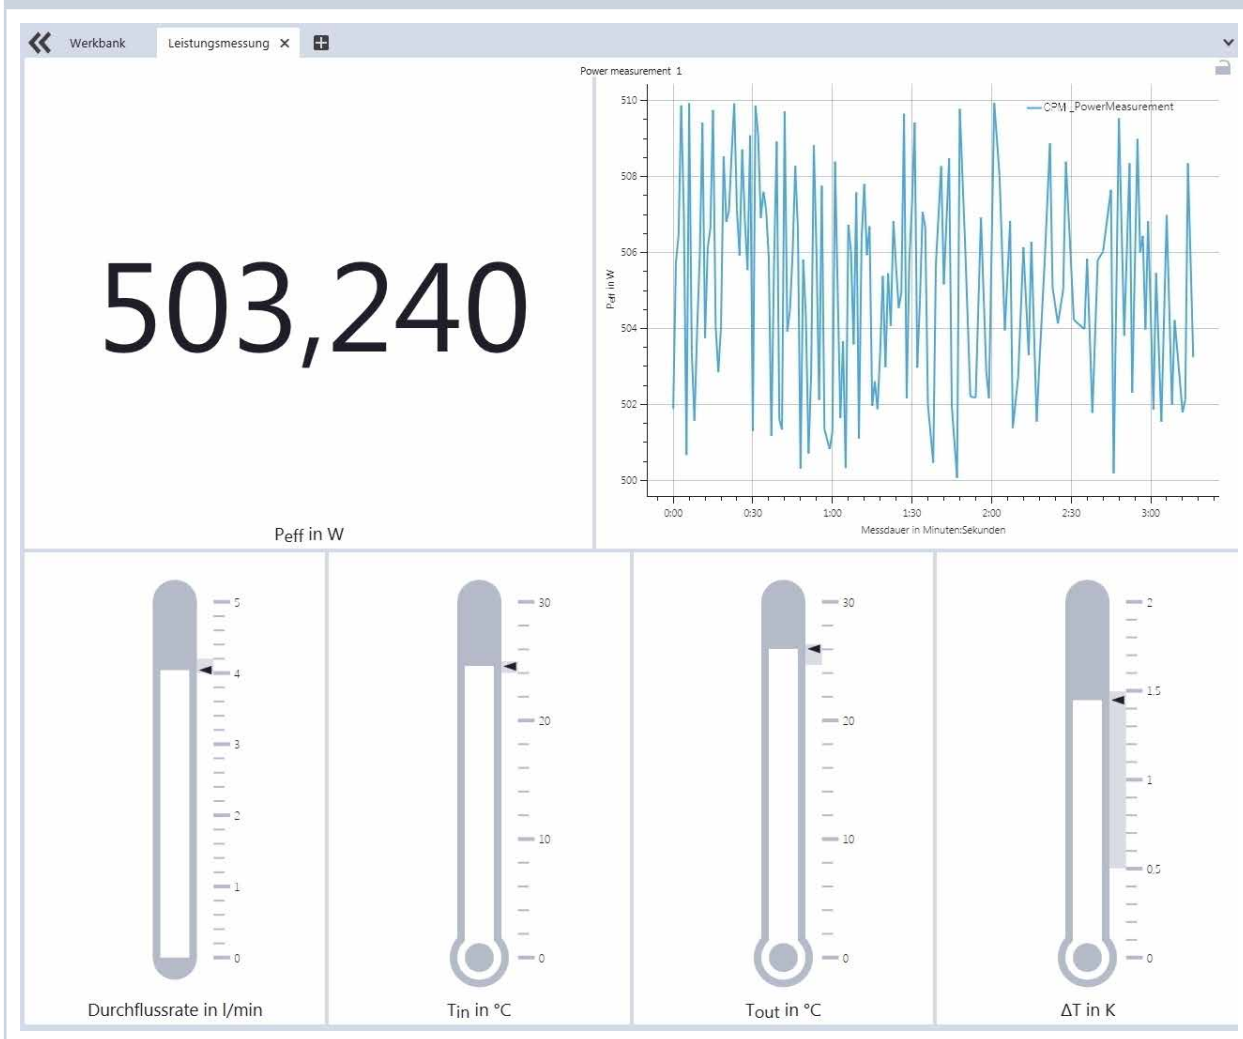 Werkbank
Leistungsmessung
503,240
Peff in W
Power measurement 1
CPM_PowerMeasurement
Peff in W
510
508
506
504
502
500
0:00 0:30 1:00 1:30 2:00 2:30 3:00
Messdauer in Minuten:Sekunden
5
4
3
2
1
0
Durchflussrate in l/min
30
20
10
0
Tin in °C
30
20
10
0
Tout in °C
2
1,5
1
0,5
0
ΔT in K